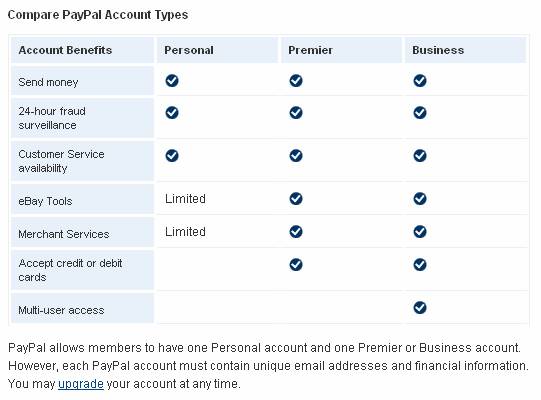 Compare PayPal Account Types
Account Benefits Personal Premier Business
Send money
24-hour fraud
surveillance
Customer Service
availability
eBay Tools Limited
Merchant Services Limited
Accept credit or debit
cards
Multi-user access
PayPal allows members to have one Personal account and one Premier or Business account.
However, each PayPal account must contain unique email addresses and financial information.
You may upgrade your account at any time.